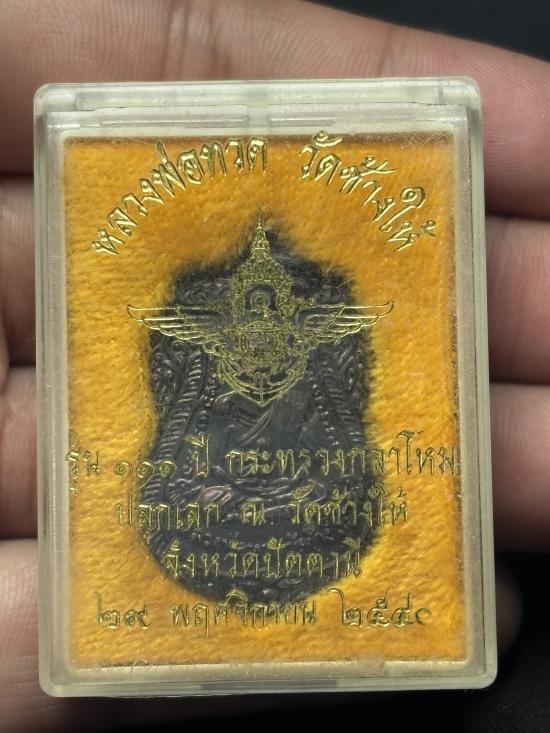 หลวงพ่อทวด วัดช้างให้
รุ่น ๑๑๑ ปี กระทรวงกลาโหม
ปลุกเสก ณ วัดช้างให้
จังหวัดปัตตานี
๒๙ พฤศจิกายน ๒๕๔๐